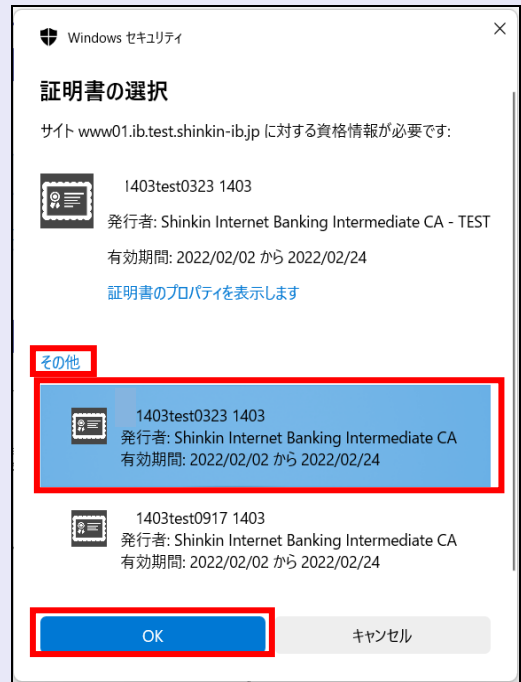 Windows セキュリティ
証明書の選択
サイト www01.ib.test.shinkin-ib.jp に対する資格情報が必要です:
1403test0323 1403
発行者: Shinkin Internet Banking Intermediate CA - TEST
有効期間: 2022/02/02 から 2022/02/24
証明書のプロパティを表示します
その他
1403test0323 1403
発行者: Shinkin Internet Banking Intermediate CA
有効期間: 2022/02/02 から 2022/02/24
1403test0917 1403
発行者: Shinkin Internet Banking Intermediate CA
有効期間: 2022/02/02 から 2022/02/24
OK
キャンセル